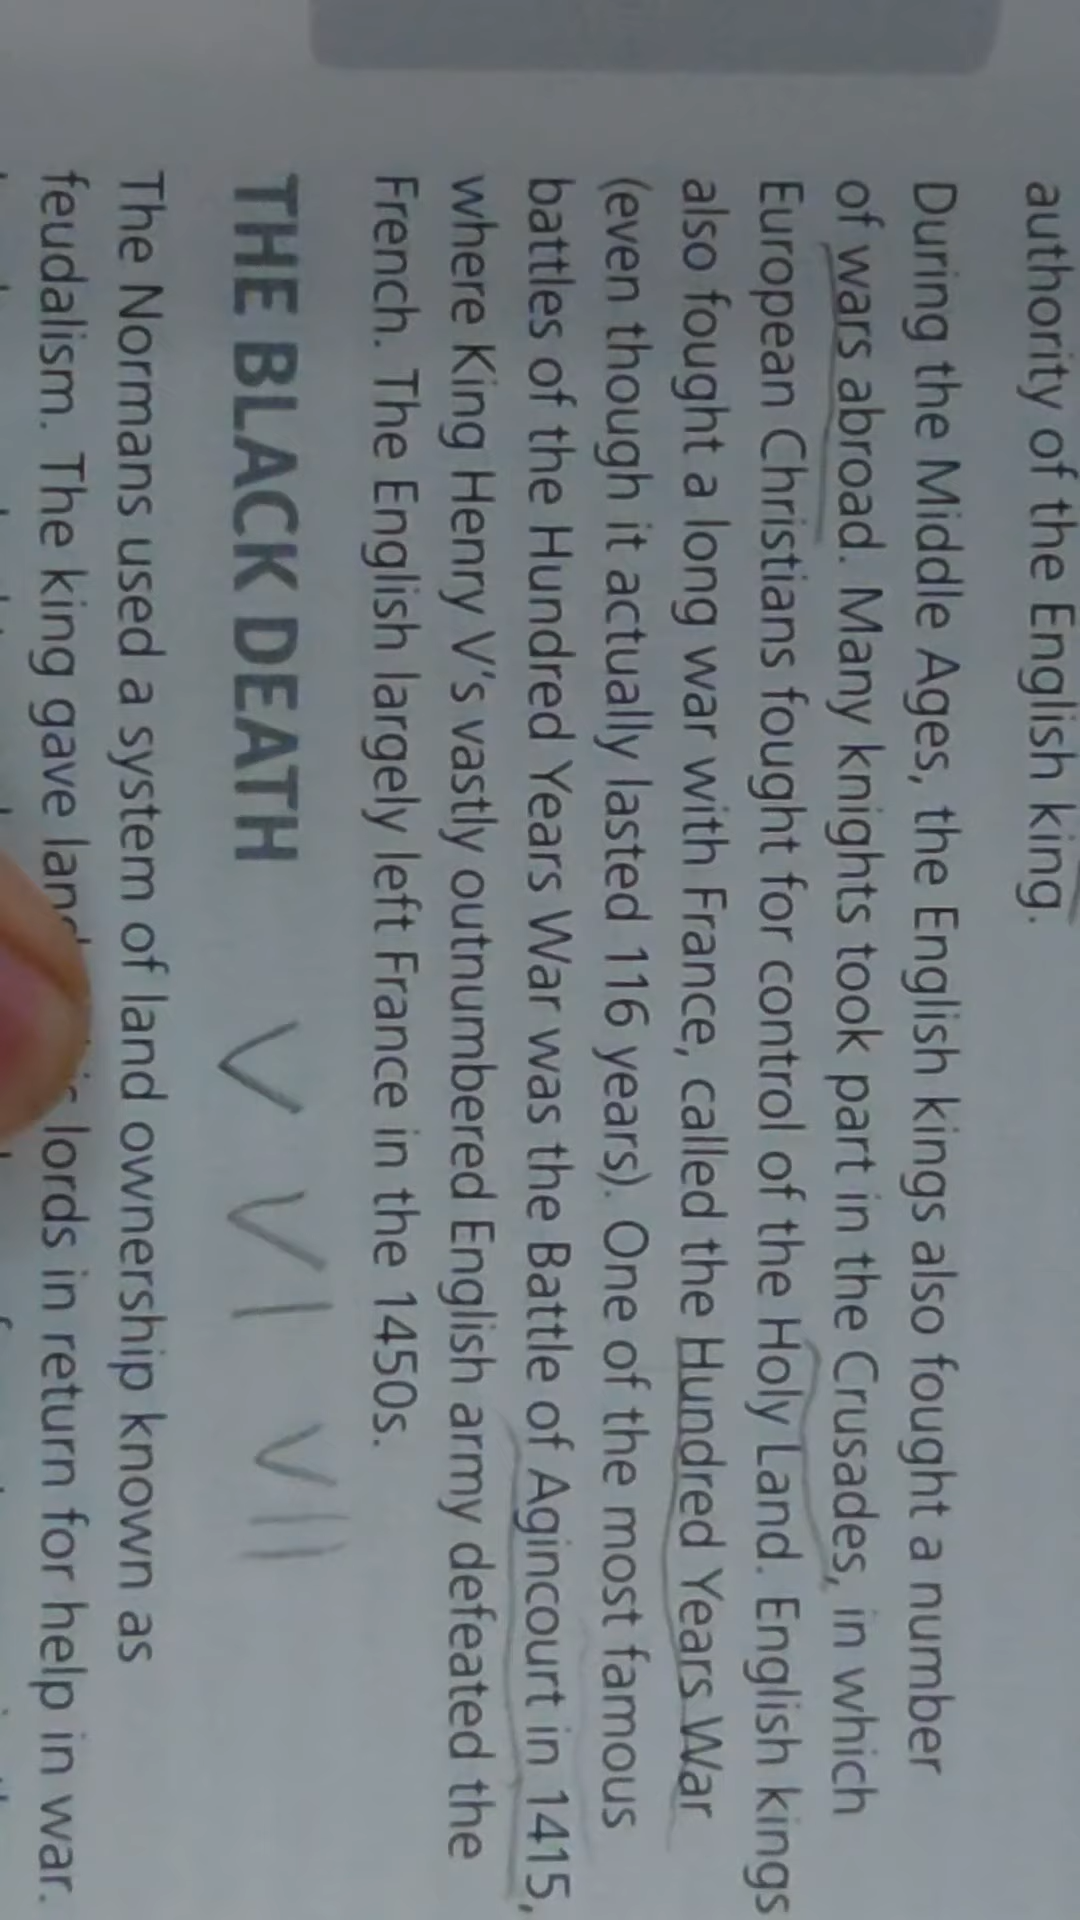 authority of the English king.
During the Middle Ages, the English kings also fought a number
of wars abroad. Many knights took part in the Crusades, in which
European Christians fought for control of the Holy Land. English kings
also fought a long war with France, called the Hundred Years War
(even though it actually lasted 116 years). One of the most famous
battles of the Hundred Years War was the Battle of Agincourt in 1415,
where King Henry V's vastly outnumbered English army defeated the
French. The English largely left France in the 1450s.
THE BLACK DEATH V VI VII
The Normans used a system of land ownership known as
feudalism. The king gave lords in return for help in war.